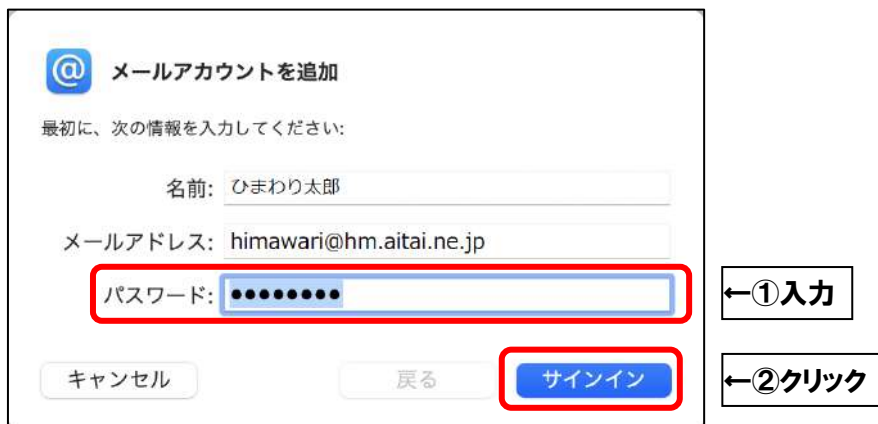 メールアカウントを追加
最初に、次の情報を入力してください:
名前: ひまわり太郎
メールアドレス: himawari@hm.aitai.ne.jp
パスワード: ●●●●●●●●
←①入力
キャンセル 戻る サインイン
←②クリック